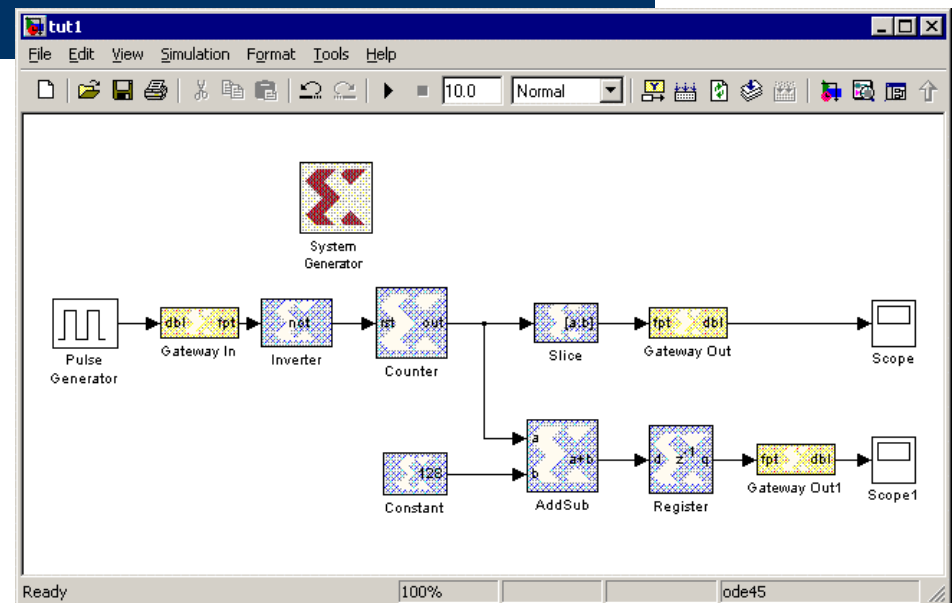 tut1
File Edit View Simulation Format Tools Help
10.0 Normal
System
Generator
dbl fpt
not
rst out
[a:b]
fpt dbl
Pulse
Generator
Gateway In
Inverter
Counter
Slice
Gateway Out
Scope
a
b
a+b
128
d z-1 q
fpt dbl
Constant
AddSub
Register
Gateway Out1
Scope1
Ready 100% ode45